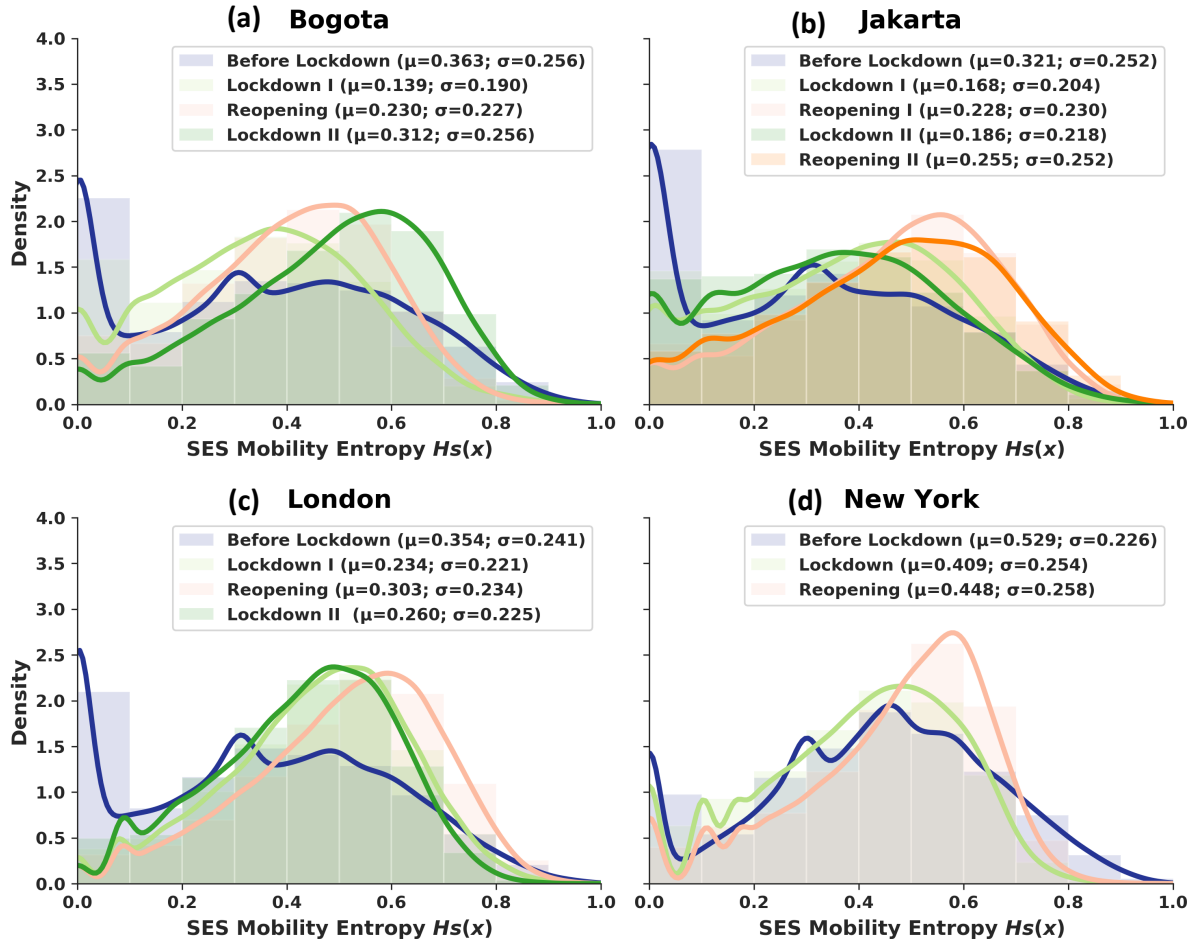 (a) Bogota
4.0
3.5
3.0
2.5
2.0
1.5
1.0
0.5
0.0
Density
Before Lockdown (μ=0.363; σ=0.256)
Lockdown I (μ=0.139; σ=0.190)
Reopening (μ=0.230; σ=0.227)
Lockdown II (μ=0.312; σ=0.256)
0.0 0.2 0.4 0.6 0.8 1.0
SES Mobility Entropy Hs(x)
(b) Jakarta
Before Lockdown (μ=0.321; σ=0.252)
Lockdown I (μ=0.168; σ=0.204)
Reopening I (μ=0.228; σ=0.230)
Lockdown II (μ=0.186; σ=0.218)
Reopening II (μ=0.255; σ=0.252)
0.0 0.2 0.4 0.6 0.8 1.0
SES Mobility Entropy Hs(x)
(c) London
4.0
3.5
3.0
2.5
2.0
1.5
1.0
0.5
0.0
Density
Before Lockdown (μ=0.354; σ=0.241)
Lockdown I (μ=0.234; σ=0.221)
Reopening (μ=0.303; σ=0.234)
Lockdown II (μ=0.260; σ=0.225)
0.0 0.2 0.4 0.6 0.8 1.0
SES Mobility Entropy Hs(x)
(d) New York
Before Lockdown (μ=0.529; σ=0.226)
Lockdown (μ=0.409; σ=0.254)
Reopening (μ=0.448; σ=0.258)
0.0 0.2 0.4 0.6 0.8 1.0
SES Mobility Entropy Hs(x)